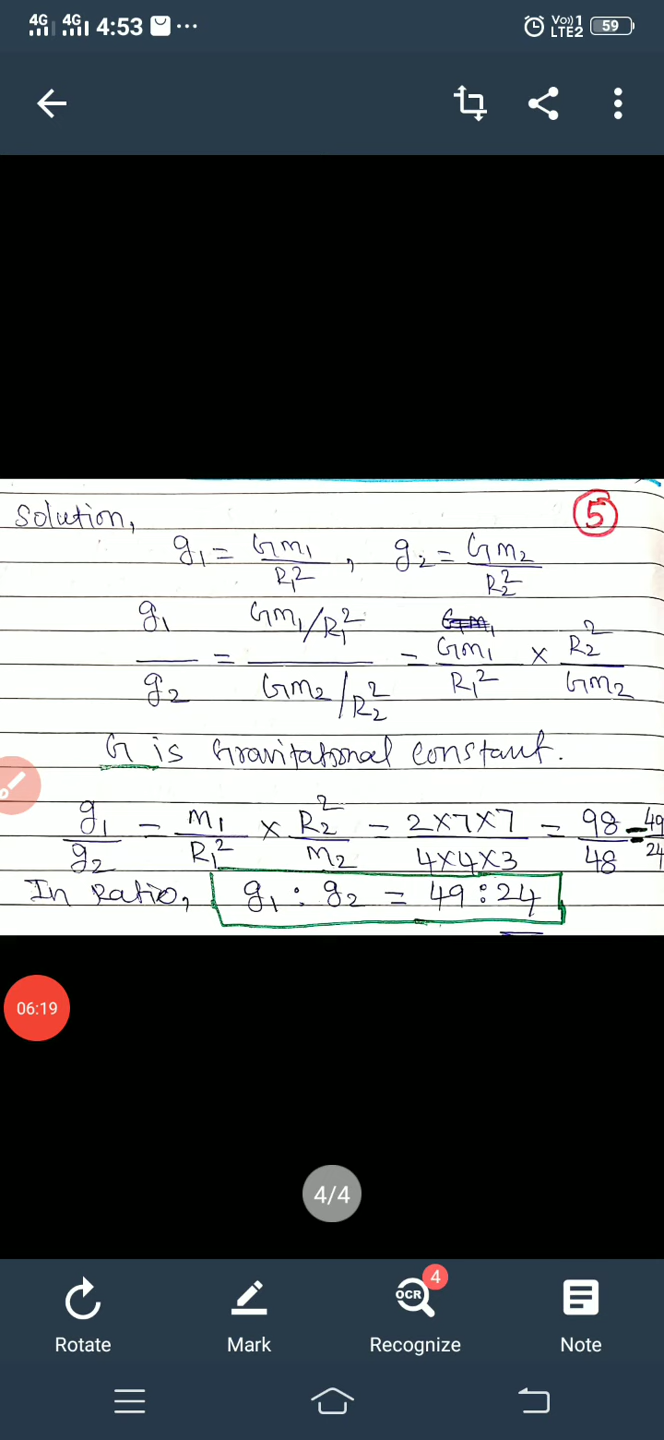 4G 4G 4:53 ... Vo)) 1 LTE2 59
Solution, 5
g₁ = Gm₁/R₁² , g₂ = Gm₂/R₂²
g₁/g₂ = (Gm₁/R₁²)/(Gm₂/R₂²) = Gm₁/R₁² × R₂²/Gm₂
G is Gravitational constant.
g₁/g₂ = m₁/R₁² × R₂²/m₂ = 2×7×7/4×4×3 = 98/48 = 49/24
In Ratio, g₁ : g₂ = 49 : 24
06:19
4/4
OCR 4
Rotate Mark Recognize Note